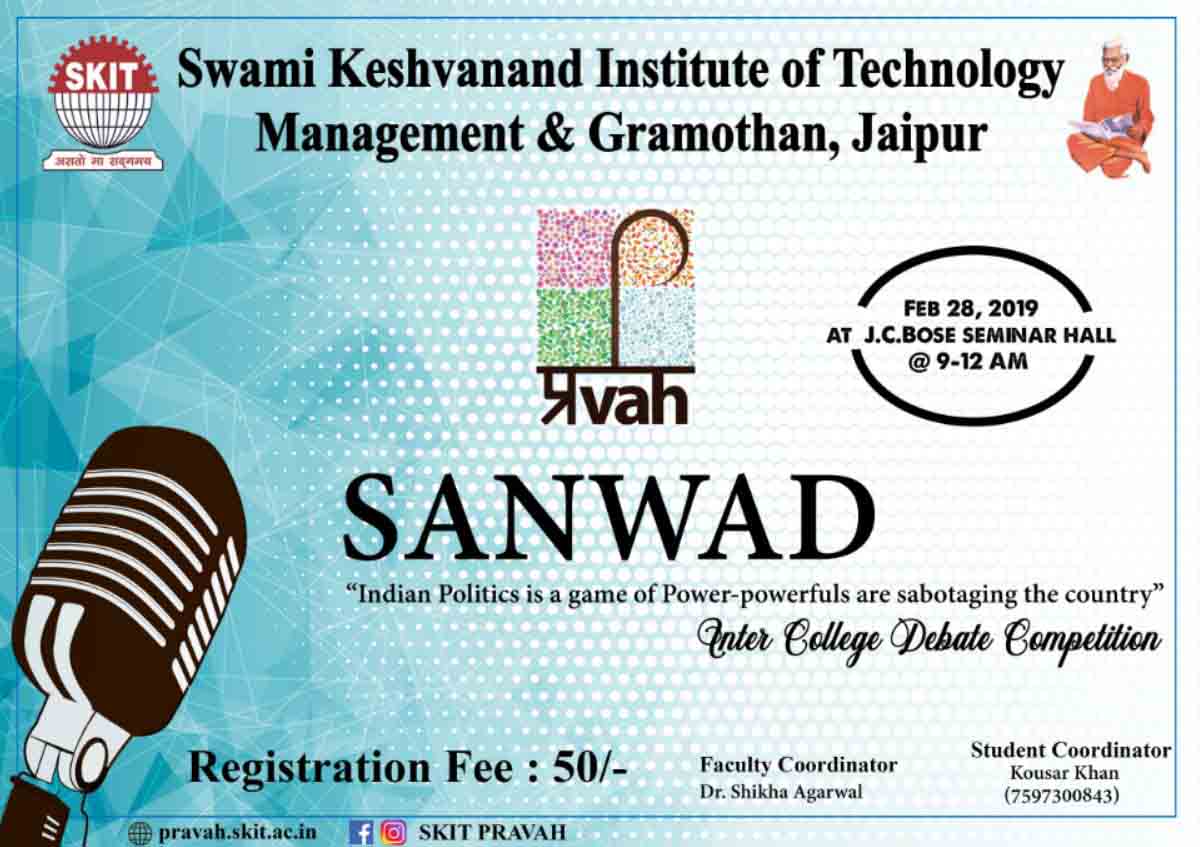 SKIT
असतो मा सद्गमय
Swami Keshvanand Institute of Technology
Management & Gramothan, Jaipur
प्रvah
FEB 28, 2019
AT J.C.BOSE SEMINAR HALL
@ 9-12 AM
SANWAD
“Indian Politics is a game of Power-powerfuls are sabotaging the country”
Inter College Debate Competition
Registration Fee : 50/-
Faculty Coordinator
Dr. Shikha Agarwal
Student Coordinator
Kousar Khan
(7597300843)
pravah.skit.ac.in
SKIT PRAVAH